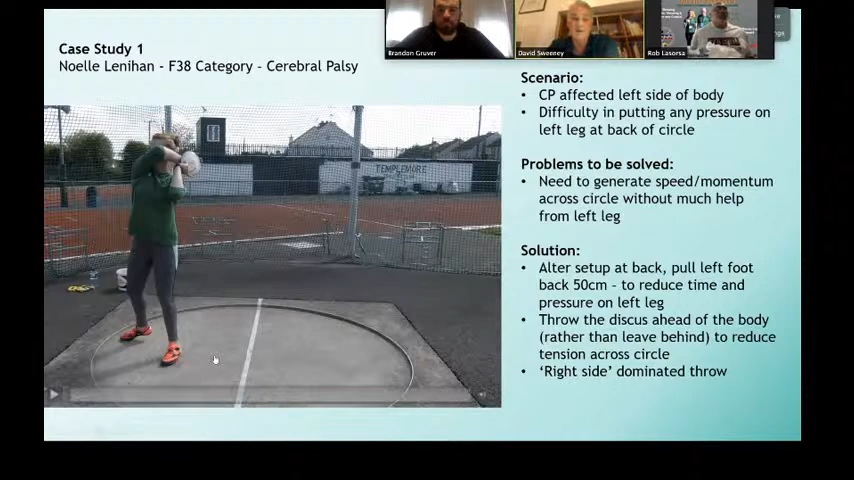 Case Study 1
Noelle Lenihan - F38 Category - Cerebral Palsy
Brandon Gruver
David Sweeney
Rob Lasorsa
Scenario:
• CP affected left side of body
• Difficulty in putting any pressure on
left leg at back of circle
Problems to be solved:
• Need to generate speed/momentum
across circle without much help
from left leg
Solution:
• Alter setup at back, pull left foot
back 50cm - to reduce time and
pressure on left leg
• Throw the discus ahead of the body
(rather than leave behind) to reduce
tension across circle
• ‘Right side’ dominated throw
TEMPLEMORE